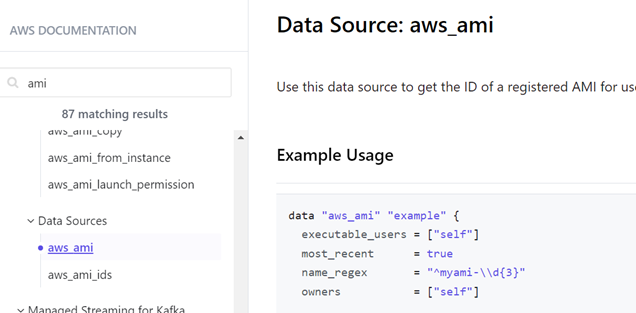 AWS DOCUMENTATION
ami
87 matching results
aws_ami_copy
aws_ami_from_instance
aws_ami_launch_permission
Data Sources
aws_ami
aws_ami_ids
Managed Streaming for Kafka
Data Source: aws_ami
Use this data source to get the ID of a registered AMI for
Example Usage
data "aws_ami" "example" {
executable_users = ["self"]
most_recent = true
name_regex = "^myami-\\d{3}"
owners = ["self"]